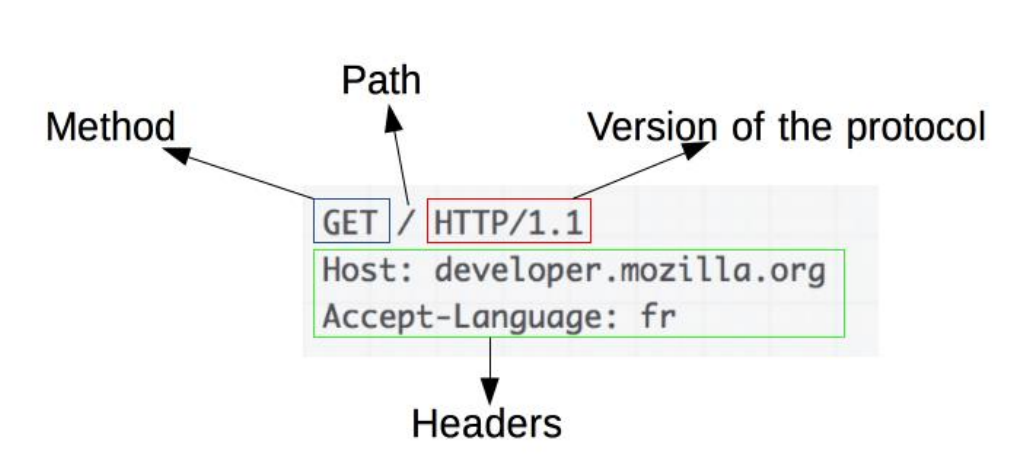 Path
Method
Version of the protocol
GET / HTTP/1.1
Host: developer.mozilla.org
Accept-Language: fr
Headers